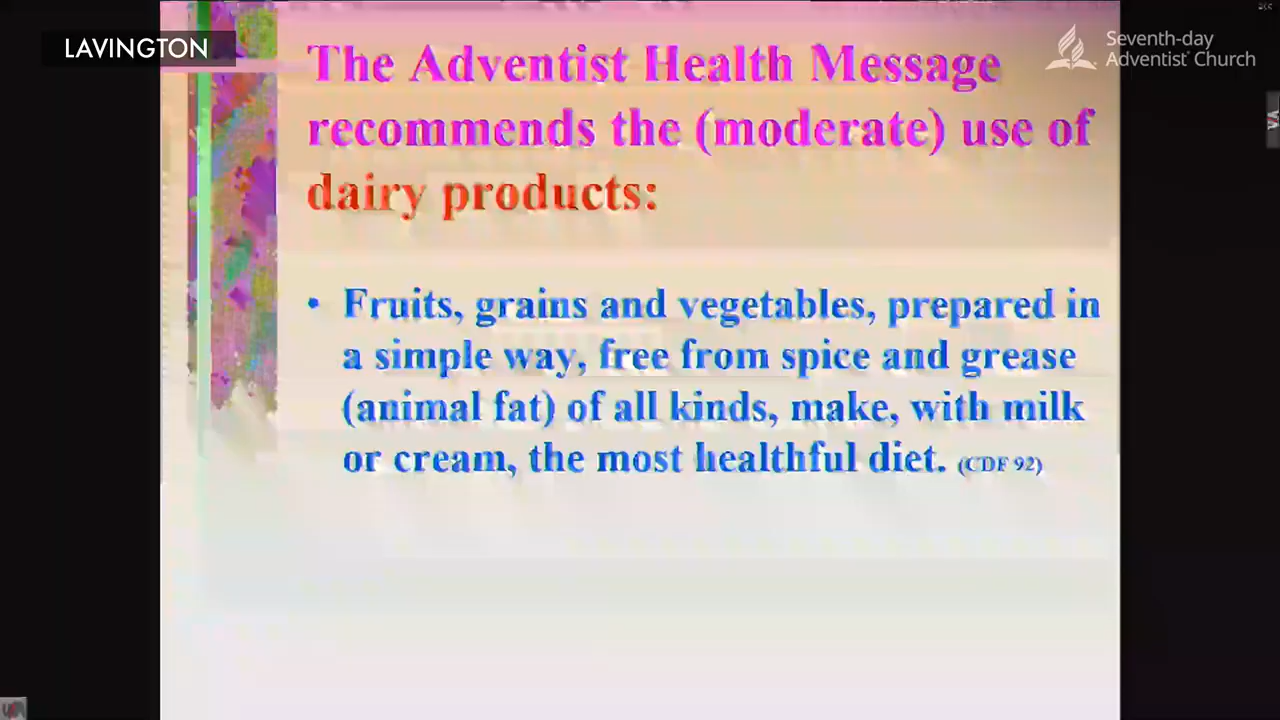 LAVINGTON
Seventh-day
Adventist Church
The Adventist Health Message
recommends the (moderate) use of
dairy products:
• Fruits, grains and vegetables, prepared in
a simple way, free from spice and grease
(animal fat) of all kinds, make, with milk
or cream, the most healthful diet. (CDF 92)